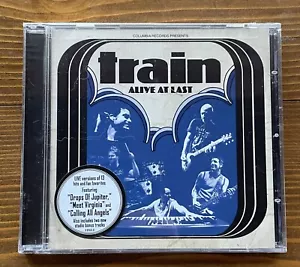 COLUMBIA RECORDS PRESENTS
train
ALIVE AT LAST
LIVE versions of 13
hits and fan favorites
Featuring
"Drops Of Jupiter,"
"Meet Virginia" and
"Calling All Angels"
Also includes two new
studio bonus tracks